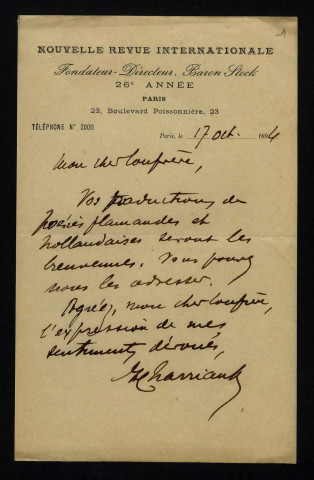 1
NOUVELLE REVUE INTERNATIONALE
Fondateur-Directeur, Baron Stock
26e ANNÉE
PARIS
23, Boulevard Poissonnière, 23
TÉLÉPHONE N°
Paris, le 17 oct. 1894
Mon cher Confrère,
Vos traductions de
poésies flamandes et
hollandaises seront les
bienvenues. Vous pouvez
nous les adresser.
Agréez, mon cher Confrère,
l'expression de mes
sentiments dévoués,